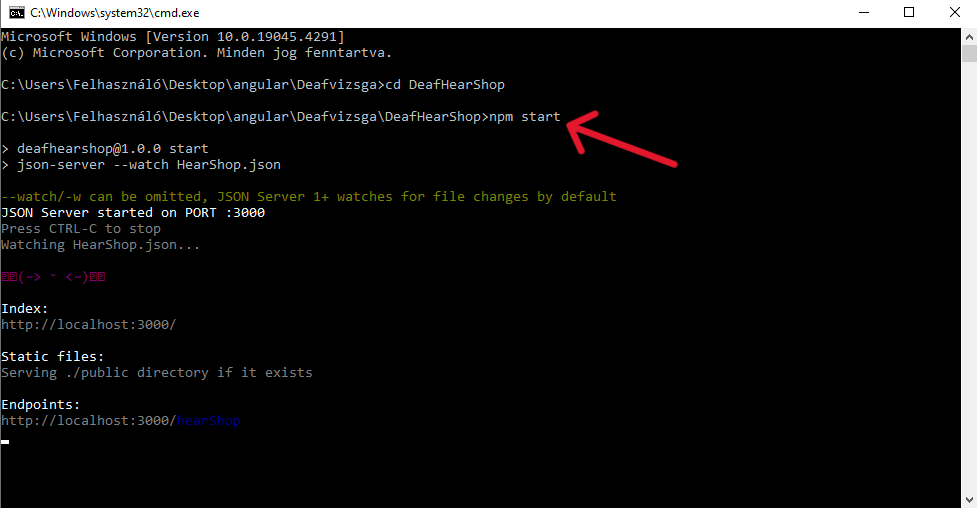 C:\Windows\system32\cmd.exe
Microsoft Windows [Version 10.0.19045.4291]
(c) Microsoft Corporation. Minden jog fenntartva.
C:\Users\Felhasználó\Desktop\angular\Deafvizsga>cd DeafHearShop
C:\Users\Felhasználó\Desktop\angular\Deafvizsga\DeafHearShop>npm start
> deafhearshop@1.0.0 start
> json-server --watch HearShop.json
--watch/-w can be omitted, JSON Server 1+ watches for file changes by default
JSON Server started on PORT :3000
Press CTRL-C to stop
Watching HearShop.json...
(˶> ᵕ <˶)
Index:
http://localhost:3000/
Static files:
Serving ./public directory if it exists
Endpoints:
http://localhost:3000/hearShop